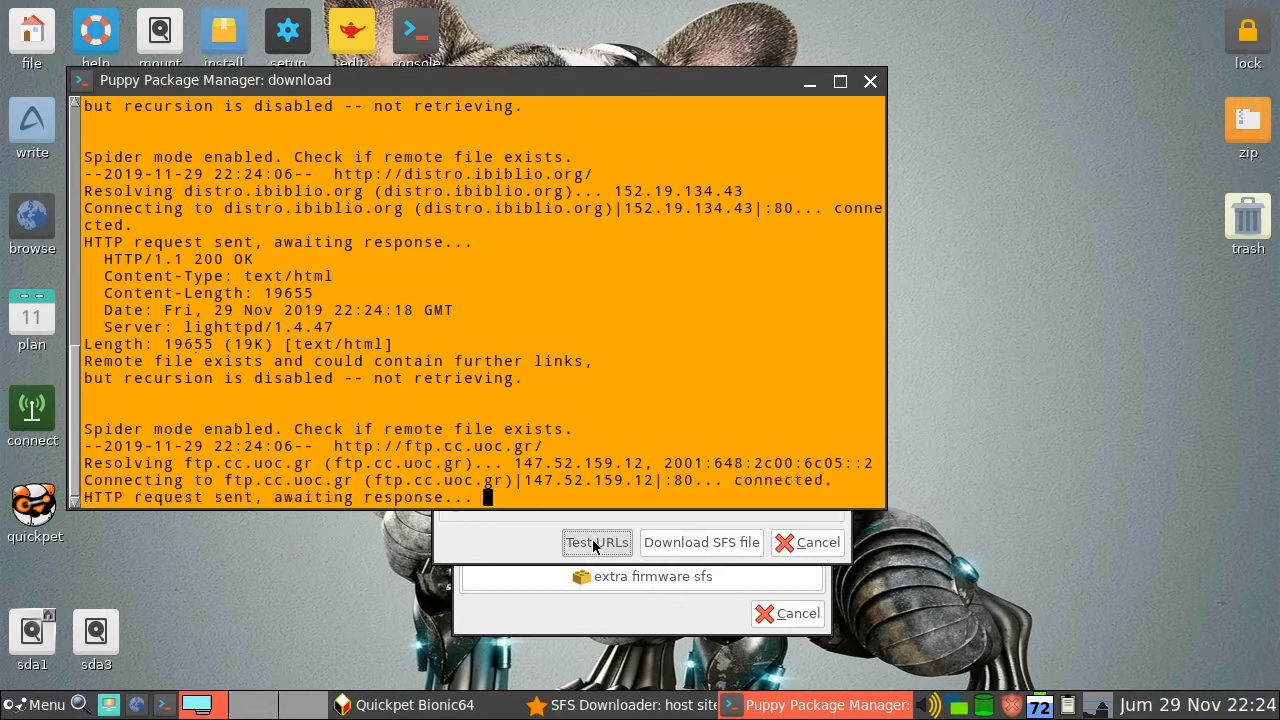 file
help
mount
install
setup
edit
console
lock
Puppy Package Manager: download
but recursion is disabled -- not retrieving.
Spider mode enabled. Check if remote file exists.
--2019-11-29 22:24:06--  http://distro.ibiblio.org/
Resolving distro.ibiblio.org (distro.ibiblio.org)... 152.19.134.43
Connecting to distro.ibiblio.org (distro.ibiblio.org)|152.19.134.43|:80... conne
cted.
HTTP request sent, awaiting response...
HTTP/1.1 200 OK
Content-Type: text/html
Content-Length: 19655
Date: Fri, 29 Nov 2019 22:24:18 GMT
Server: lighttpd/1.4.47
Length: 19655 (19K) [text/html]
Remote file exists and could contain further links,
but recursion is disabled -- not retrieving.
Spider mode enabled. Check if remote file exists.
--2019-11-29 22:24:06--  http://ftp.cc.uoc.gr/
Resolving ftp.cc.uoc.gr (ftp.cc.uoc.gr)... 147.52.159.12, 2001:648:2c00:6c05::2
Connecting to ftp.cc.uoc.gr (ftp.cc.uoc.gr)|147.52.159.12|:80... connected.
HTTP request sent, awaiting response...
write
browse
11
plan
connect
quickpet
sda1
sda3
zip
trash
Test URLs
Download SFS file
Cancel
extra firmware sfs
Cancel
Menu
Quickpet Bionic64
SFS Downloader: host site
Puppy Package Manager:
72
Jum 29 Nov 22:24